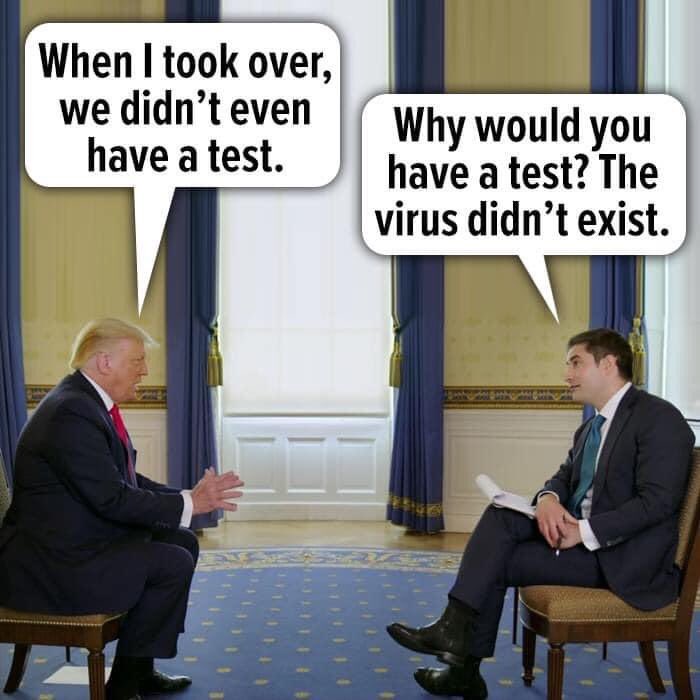 When I took over,
we didn't even
have a test.
Why would you
have a test? The
virus didn't exist.